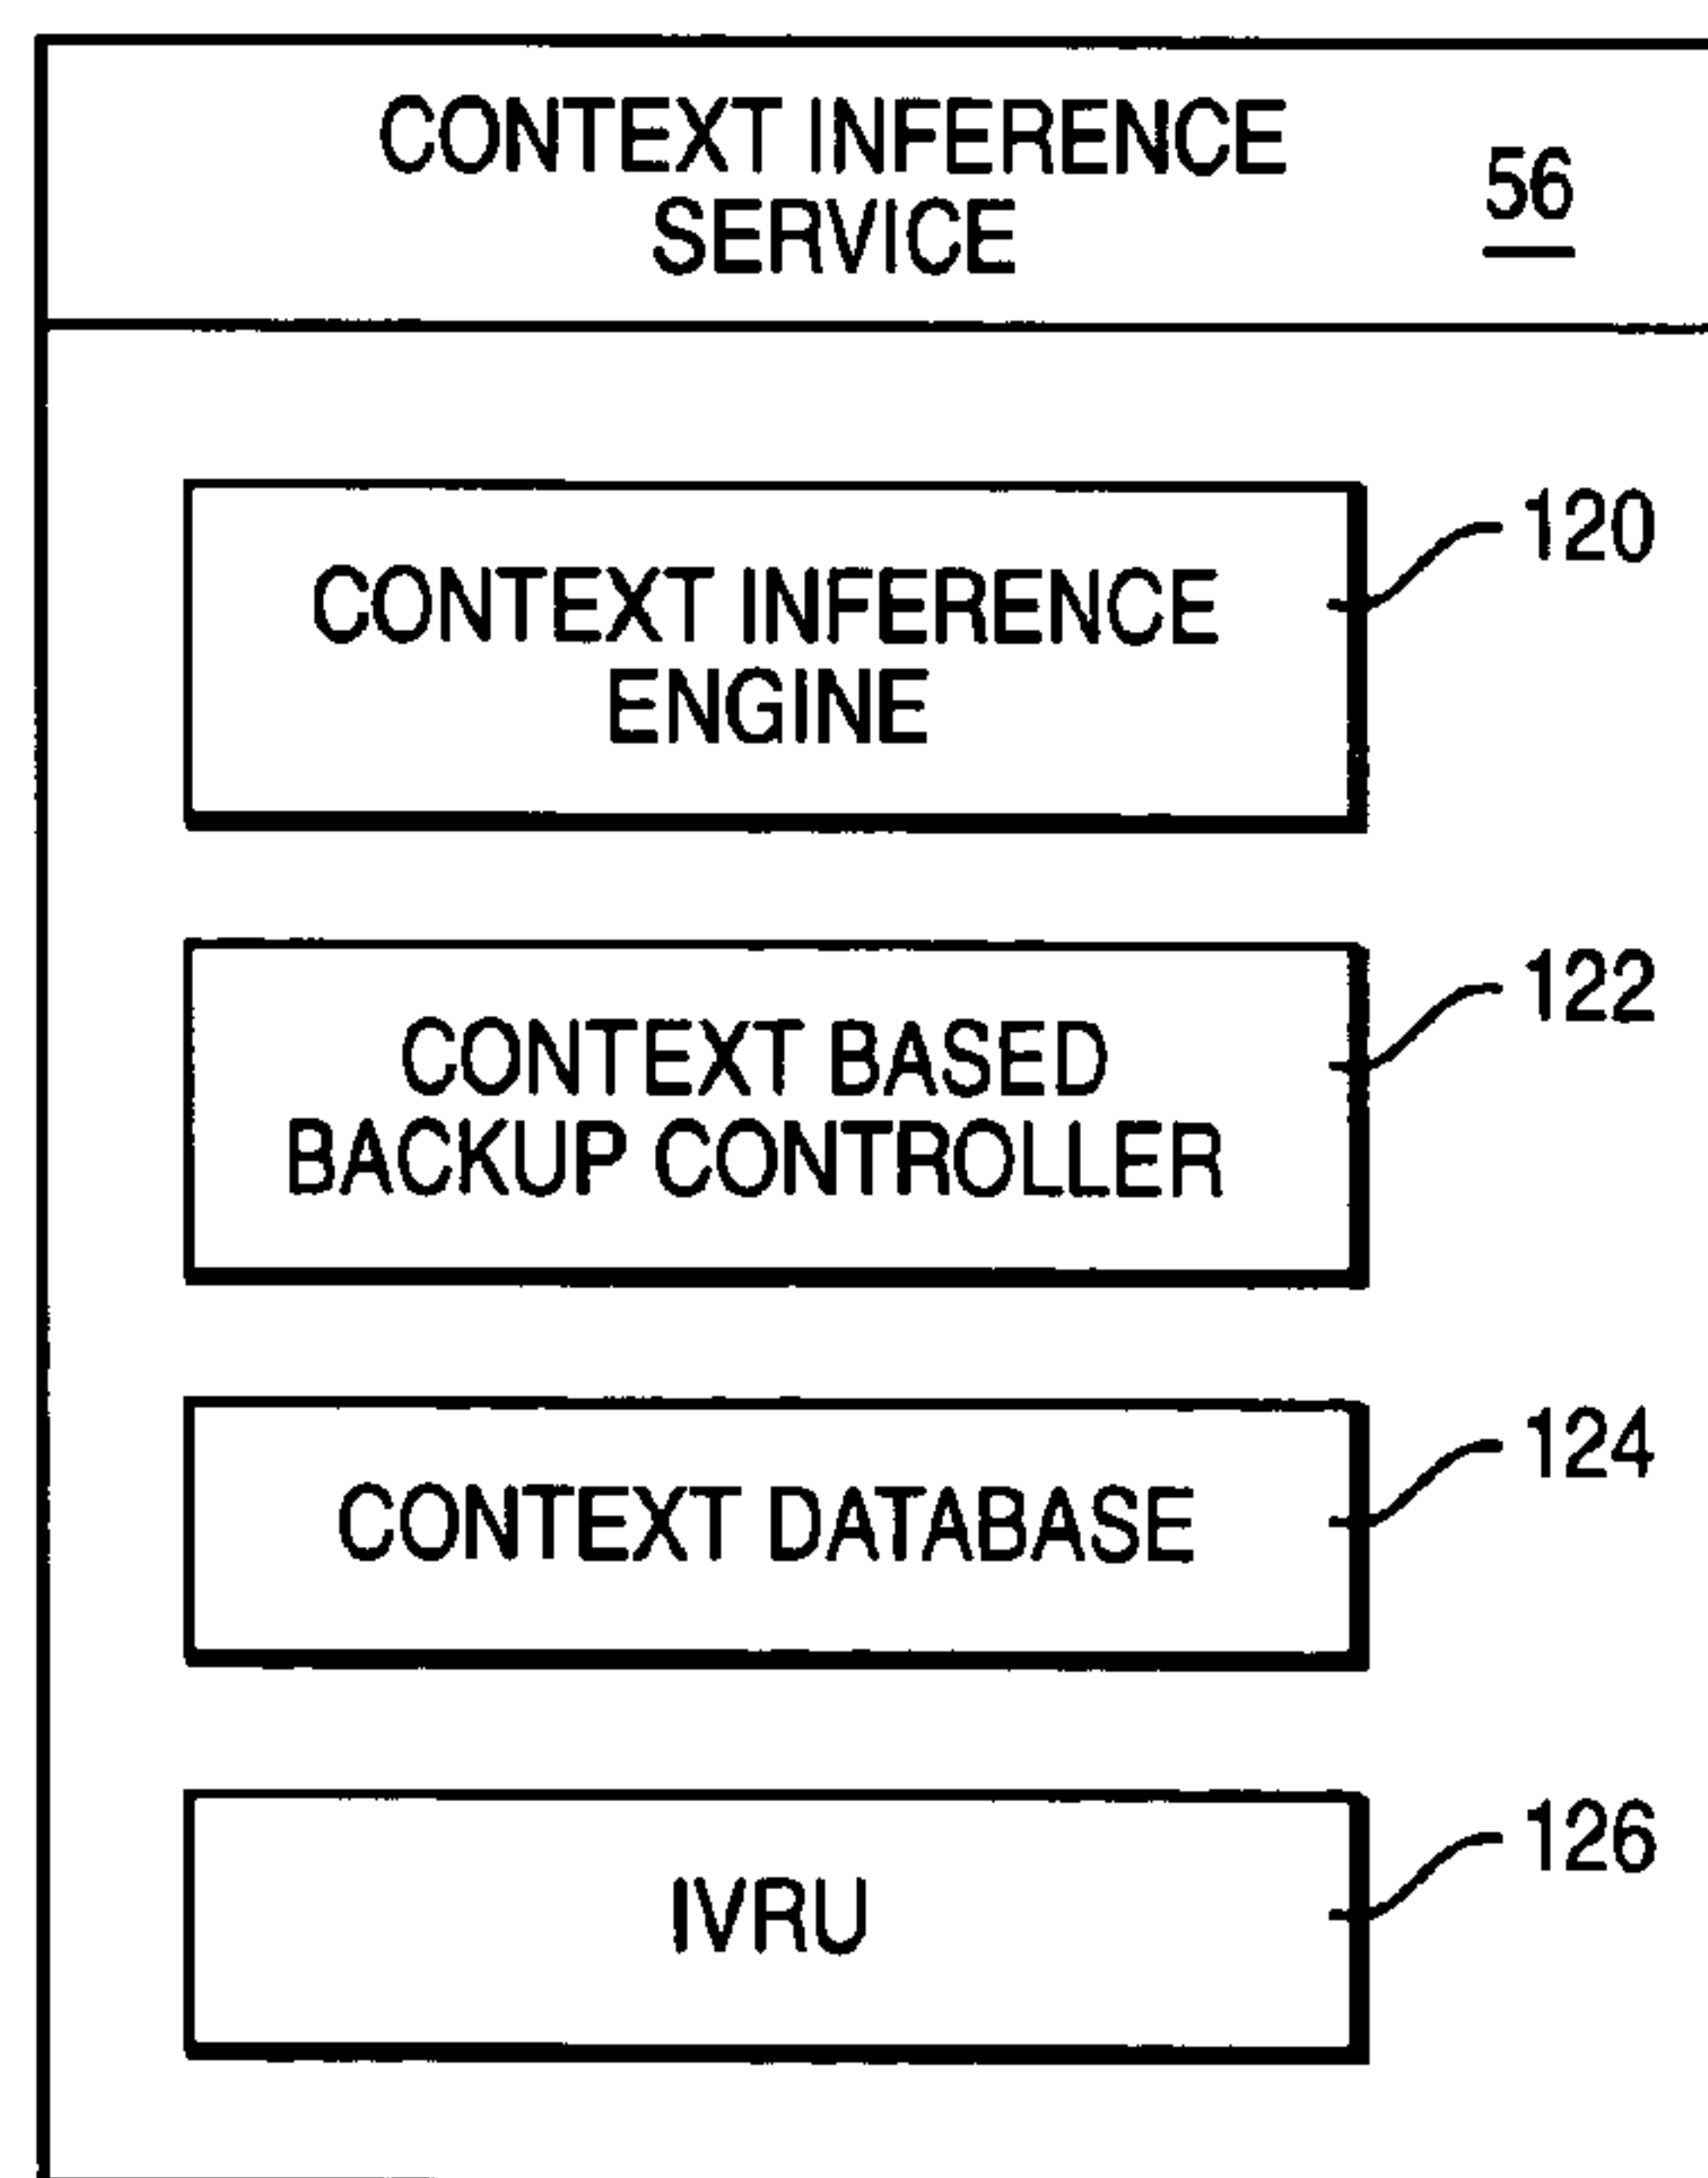 CONTEXT INFERENCE
SERVICE
56
CONTEXT INFERENCE
ENGINE
120
CONTEXT BASED
BACKUP CONTROLLER
122
CONTEXT DATABASE
124
IVRU
126